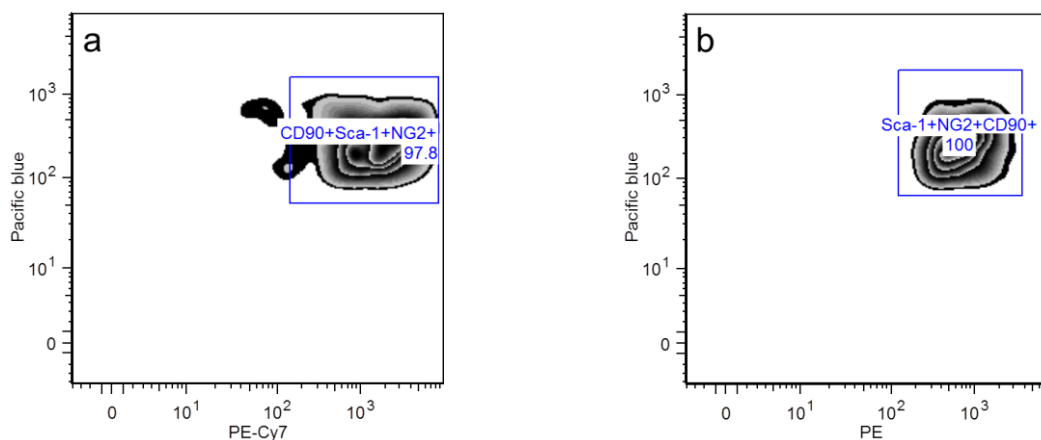 a
10³
10²
10¹
0
Pacific blue
CD90+Sca-1+NG2+
97.8
0 10¹ 10² 10³
PE-Cy7
b
10³
10²
10¹
0
Pacific blue
Sca-1+NG2+CD90+
100
0 10¹ 10² 10³
PE